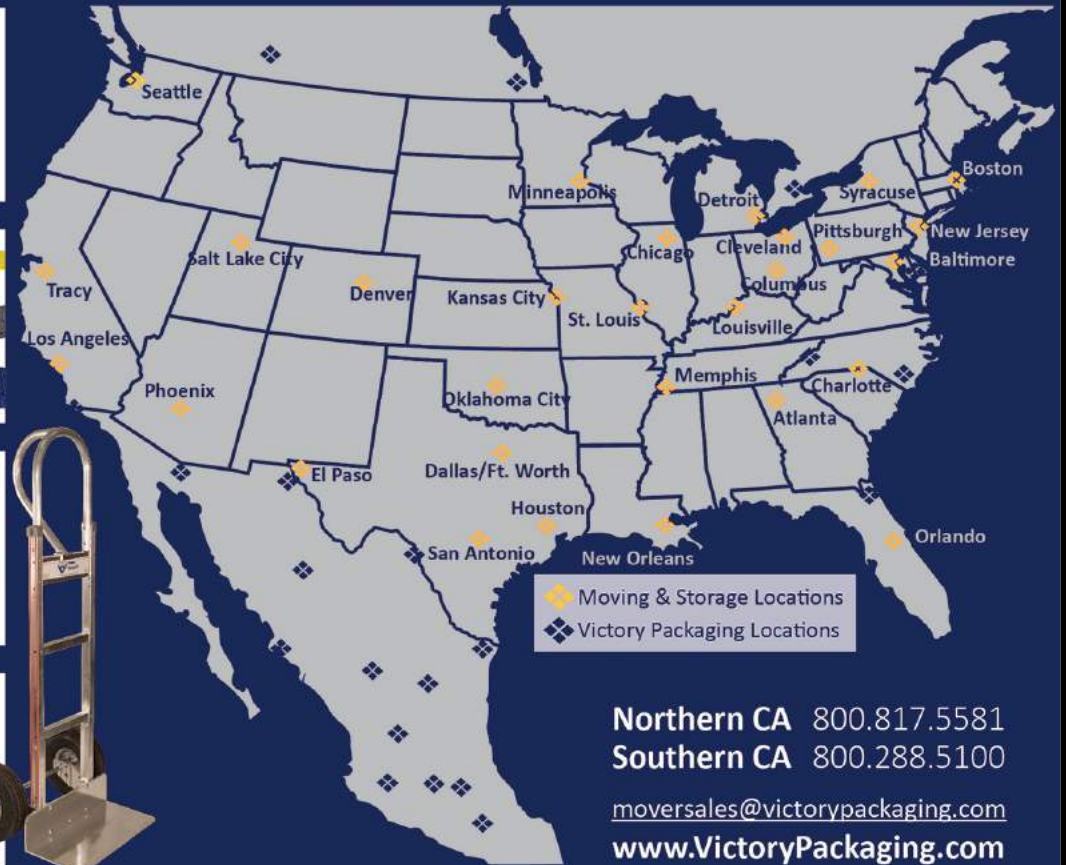 Seattle
Minneapolis
Detroit
Syracuse
Boston
Salt Lake City
Chicago
Cleveland
Pittsburgh
New Jersey
Baltimore
Tracy
Denver
Kansas City
Columbus
St. Louis
Louisville
Los Angeles
Phoenix
Oklahoma City
Memphis
Charlotte
Atlanta
El Paso
Dallas/Ft. Worth
Houston
San Antonio
New Orleans
Orlando
Moving & Storage Locations
Victory Packaging Locations
Northern CA 800.817.5581
Southern CA 800.288.5100
moversales@victorypackaging.com
www.VictoryPackaging.com